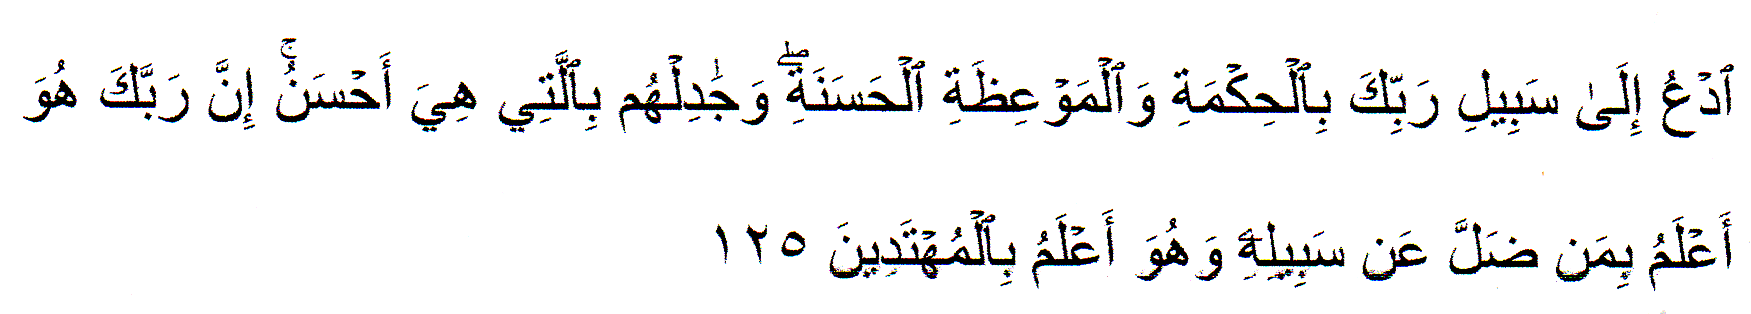 ٱدۡعُ إِلَىٰ سَبِيلِ رَبِّكَ بِٱلۡحِكۡمَةِ وَٱلۡمَوۡعِظَةِ ٱلۡحَسَنَةِۖ وَجَٰدِلۡهُم بِٱلَّتِي هِيَ أَحۡسَنُۚ إِنَّ رَبَّكَ هُوَ
أَعۡلَمُ بِمَن ضَلَّ عَن سَبِيلِهِۦ وَهُوَ أَعۡلَمُ بِٱلۡمُهۡتَدِينَ ١٢٥